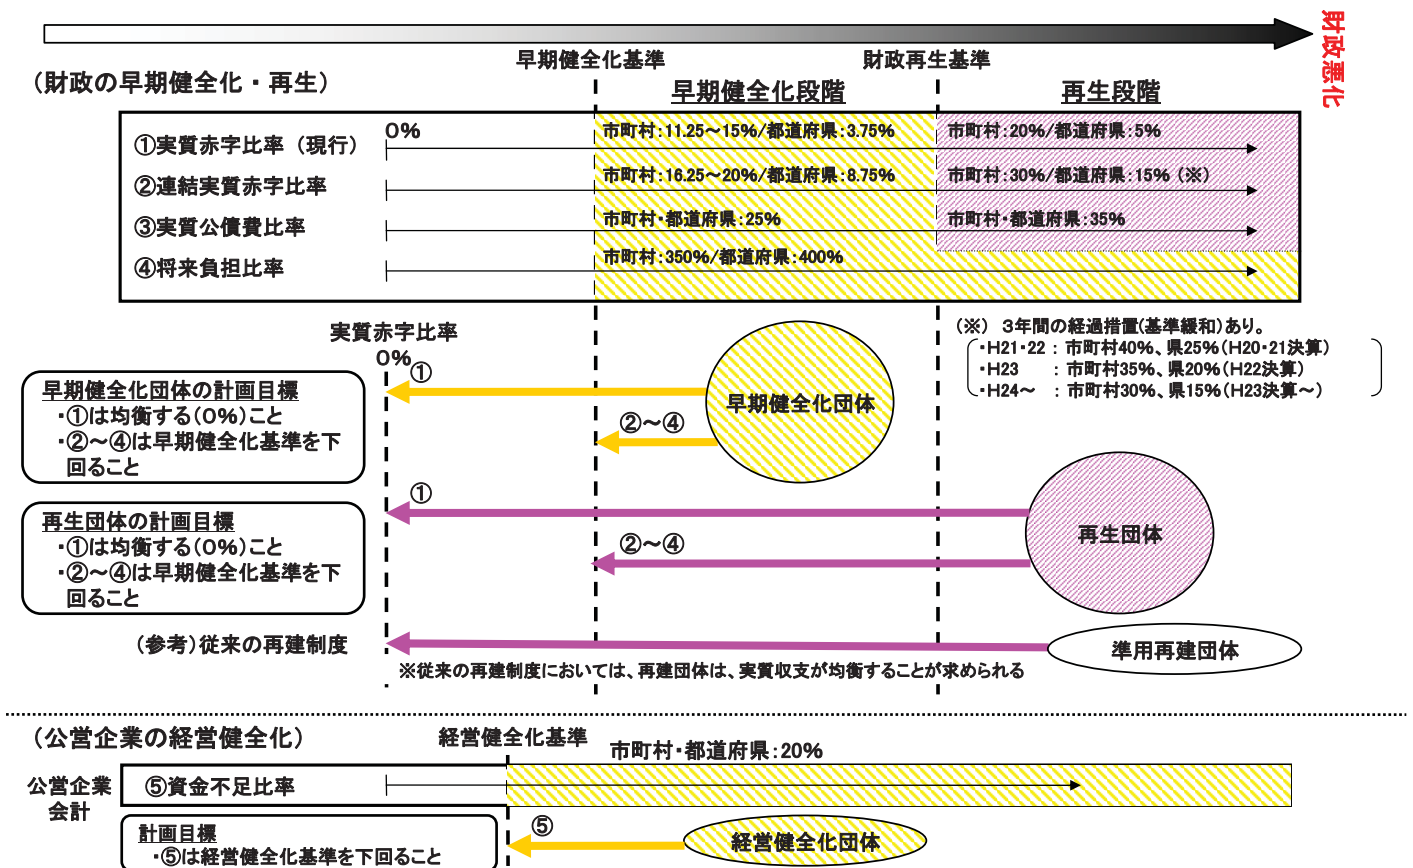 財政悪化
早期健全化基準
財政再生基準
（財政の早期健全化・再生）
早期健全化段階
再生段階
①実質赤字比率（現行）
0%
市町村：11.25～15%/都道府県：3.75%
市町村：20%/都道府県：5%
②連結実質赤字比率
市町村：16.25～20%/都道府県：8.75%
市町村：30%/都道府県：15%（※）
③実質公債費比率
市町村・都道府県：25%
市町村・都道府県：35%
④将来負担比率
市町村：350%/都道府県：400%
実質赤字比率
0%
（※） 3年間の経過措置(基準緩和)あり。
・H21・22 ： 市町村40%、県25%(H20・21決算)
・H23 ： 市町村35%、県20%(H22決算)
・H24～ ： 市町村30%、県15%(H23決算～)
早期健全化団体の計画目標
・①は均衡する(0%)こと
・②～④は早期健全化基準を下
回ること
①
②～④
早期健全化団体
再生団体の計画目標
・①は均衡する(0%)こと
・②～④は早期健全化基準を下
回ること
①
②～④
再生団体
（参考）従来の再建制度
準用再建団体
※従来の再建制度においては、再建団体は、実質収支が均衡することが求められる
（公営企業の経営健全化）
経営健全化基準
市町村・都道府県：20%
公営企業
会計
⑤資金不足比率
計画目標
・⑤は経営健全化基準を下回ること
⑤
経営健全化団体